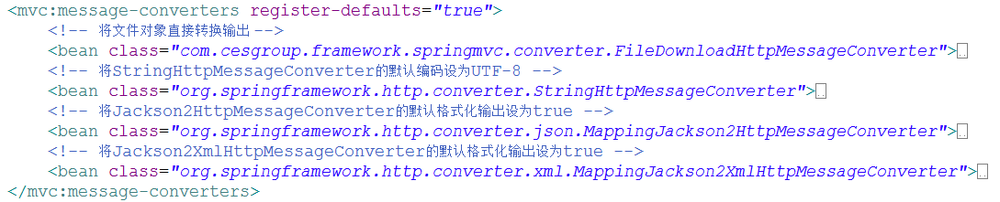 <mvc:message-converters register-defaults="true">
<!-- 将文件对象直接转换输出 -->
<bean class="com.cesgroup.framework.springmvc.converter.FileDownloadHttpMessageConverter">
<!-- 将StringHttpMessageConverter的默认编码设为UTF-8 -->
<bean class="org.springframework.http.converter.StringHttpMessageConverter">
<!-- 将Jackson2HttpMessageConverter的默认格式化输出设为true -->
<bean class="org.springframework.http.converter.json.MappingJackson2HttpMessageConverter">
<!-- 将Jackson2XmlHttpMessageConverter的默认格式化输出设为true -->
<bean class="org.springframework.http.converter.xml.MappingJackson2XmlHttpMessageConverter">
</mvc:message-converters>